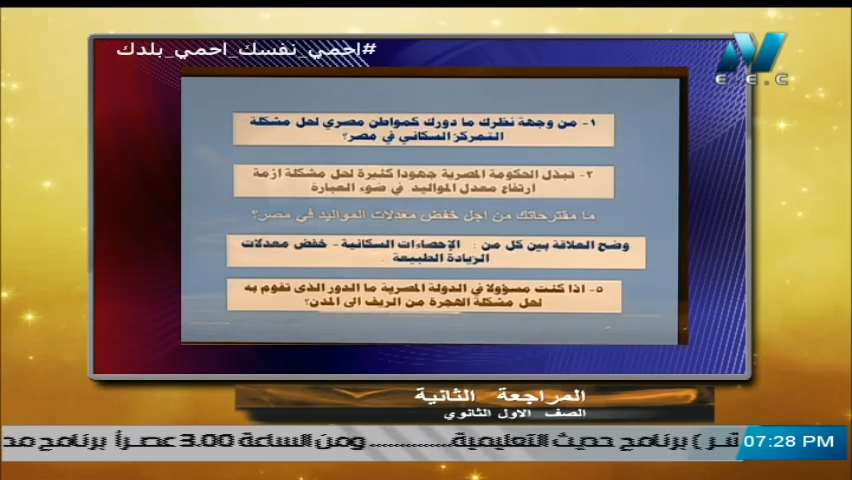 #احمي_نفسك_احمي_بلدك
E E.C
١- من وجهة نظرك ما دورك كمواطن مصري لحل مشكلة
التمركز السكاني في مصر؟
٢- تبذل الحكومة المصرية جهودا كثيرة لحل مشكلة ازمة
ارتفاع معدل المواليد في ضوء العبارة
ما مقترحاتك من اجل خفض معدلات المواليد في مصر؟
وضح العلاقة بين كل من : الإحصاءات السكانية - خفض معدلات
الزيادة الطبيعة .
٥- اذا كنت مسؤولا في الدولة المصرية ما الدور الذى تقوم به
لحل مشكلة الهجرة من الريف الى المدن؟
المراجعة الثانية
الصف الاول الثانوي
) برنامج حديث التعليمية.................. ومن الساعة 3.00 عصراً برنامج
07:28 PM